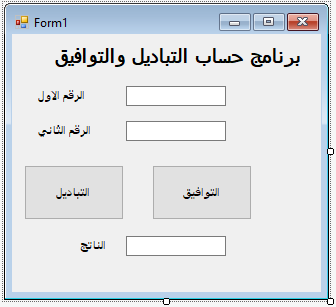 Form1
برنامج حساب التباديل والتوافيق
الرقم الاول
الرقم الثاني
التوافيق
التباديل
الناتج